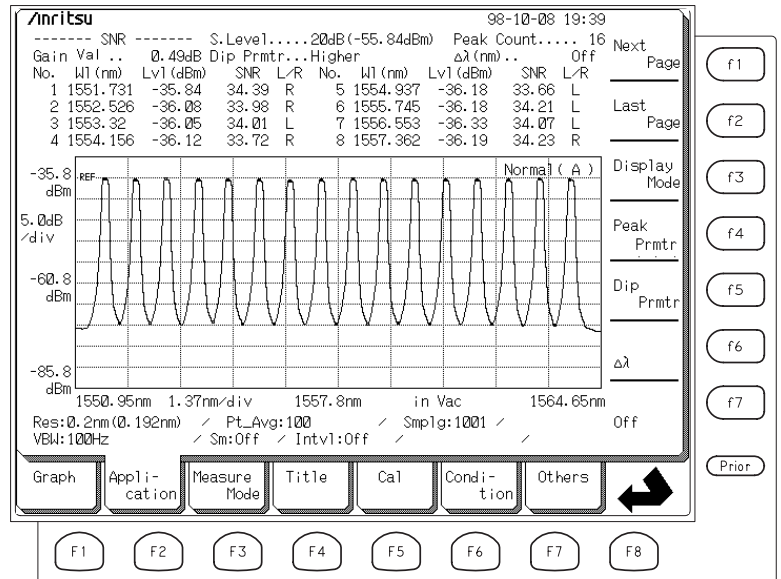 /Inritsu
98-10-08 19:39
------- SNR ------- S.Level.....20dB(-55.84dBm) Peak Count..... 16
Gain Val .. 0.49dB Dip Prmtr...Higher Δλ(nm).. Off
No. Wl(nm) Lvl(dBm) SNR L/R No. Wl(nm) Lvl(dBm) SNR L/R
1 1551.731 -35.84 34.39 R 5 1554.937 -36.18 33.66 L
2 1552.526 -36.08 33.98 R 6 1555.745 -36.18 34.21 L
3 1553.32 -36.05 34.01 L 7 1556.553 -36.33 34.07 L
4 1554.156 -36.12 33.72 R 8 1557.362 -36.19 34.23 R
-35.8
dBm
REF
Normal( A )
5.0dB
/div
-60.8
dBm
-85.8
dBm
1550.95nm 1.37nm/div 1557.8nm in Vac 1564.65nm
Res:0.2nm(0.192nm) / Pt_Avg:100 / Smplg:1001 /
VBW:100Hz / Sm:Off / Intvl:Off / /
Next
Page
Last
Page
Display
Mode
Peak
Prmtr
Dip
Prmtr
Δλ
Off
f1
f2
f3
f4
f5
f6
f7
Prior
Graph
Appli-
cation
Measure
Mode
Title
Cal
Condi-
tion
Others
F1
F2
F3
F4
F5
F6
F7
F8